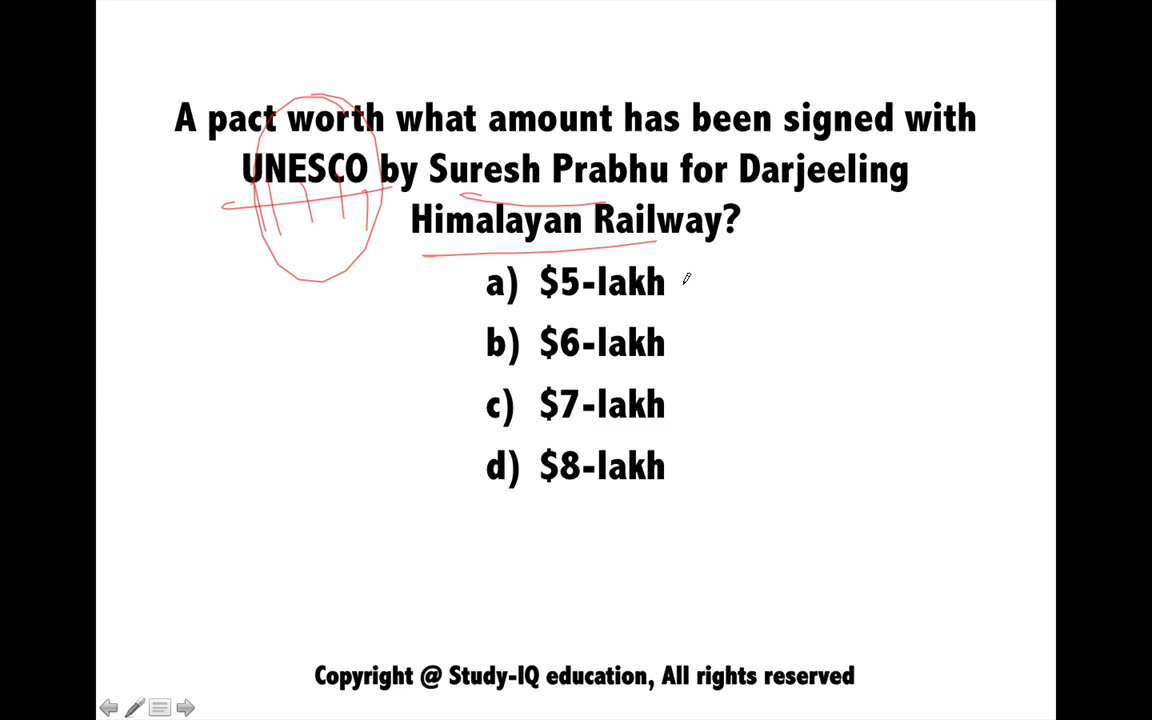 A pact worth what amount has been signed with
UNESCO by Suresh Prabhu for Darjeeling
Himalayan Railway?
a) $5-lakh
b) $6-lakh
c) $7-lakh
d) $8-lakh
Copyright @ Study-IQ education, All rights reserved